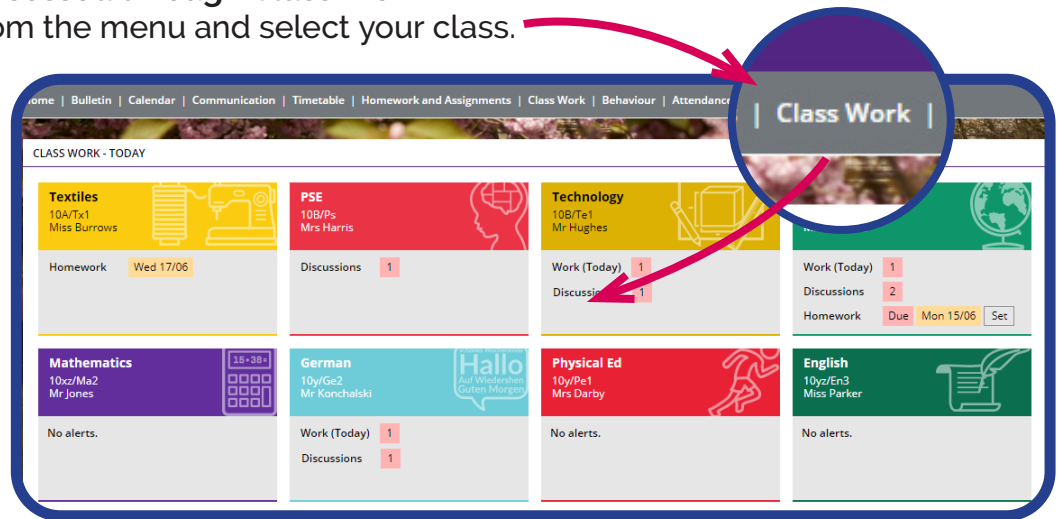 om the menu and select your class.
ome | Bulletin | Calendar | Communication | Timetable | Homework and Assignments | Class Work | Behaviour | Attendance
| Class Work |
CLASS WORK - TODAY
Textiles
10A/Tx1
Miss Burrows
Homework Wed 17/06
PSE
10B/Ps
Mrs Harris
Discussions 1
Technology
10B/Te1
Mr Hughes
Work (Today) 1
Discussions 1
Work (Today) 1
Discussions 2
Homework Due Mon 15/06 Set
Mathematics
10xz/Ma2
Mr Jones
15•38•
No alerts.
German
10y/Ge2
Mr Konchalski
Hallo
Auf Wiedersehen
Guten Morgen
Work (Today) 1
Discussions 1
Physical Ed
10y/Pe1
Mrs Darby
No alerts.
English
10yz/En3
Miss Parker
No alerts.